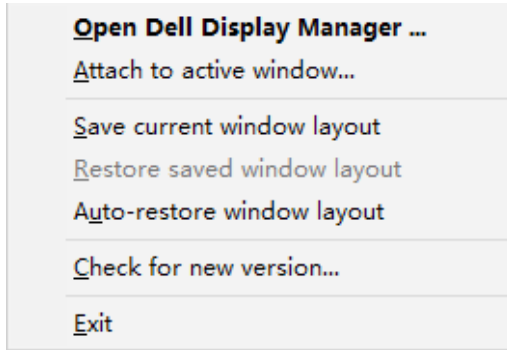 Open Dell Display Manager ...
Attach to active window...
Save current window layout
Restore saved window layout
Auto-restore window layout
Check for new version...
Exit